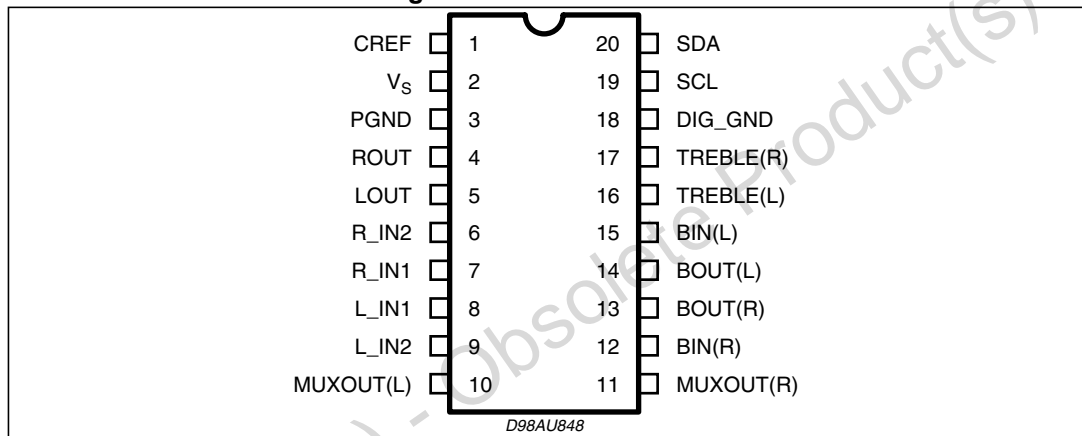 CREF 1 20 SDA
VS 2 19 SCL
PGND 3 18 DIG_GND
ROUT 4 17 TREBLE(R)
LOUT 5 16 TREBLE(L)
R_IN2 6 15 BIN(L)
R_IN1 7 14 BOUT(L)
L_IN1 8 13 BOUT(R)
L_IN2 9 12 BIN(R)
MUXOUT(L) 10 11 MUXOUT(R)
D98AU848
) - Obsolete Product(s)